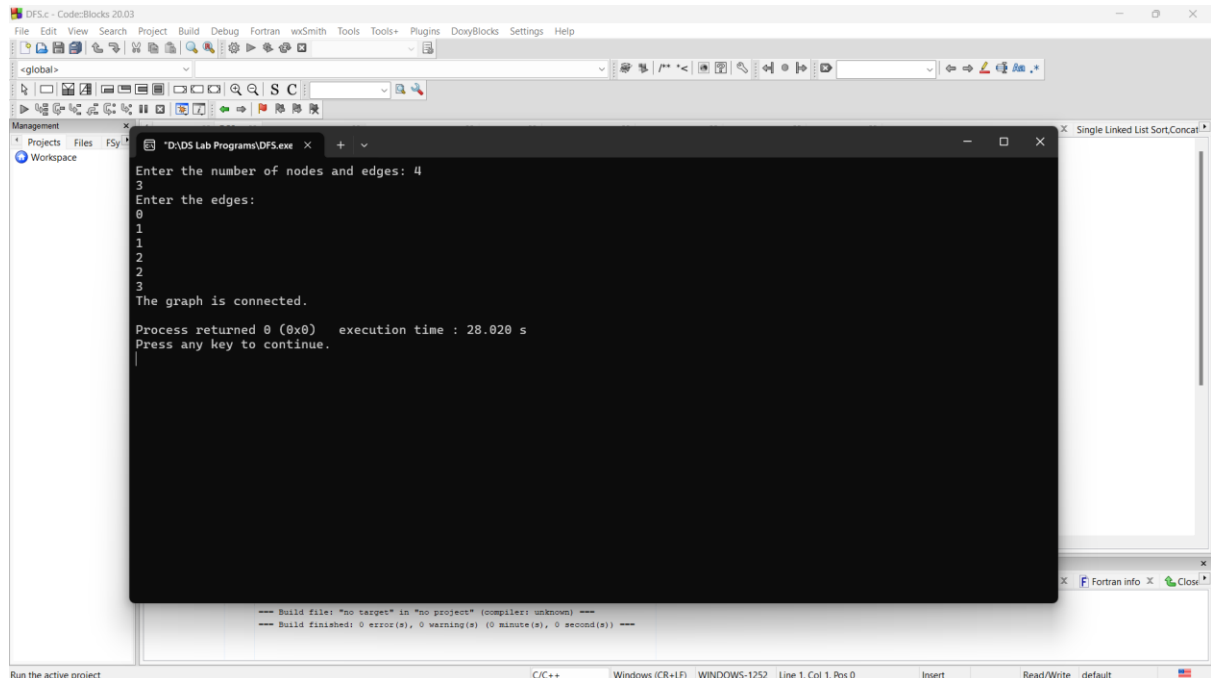 DFS.c - Code::Blocks 20.03
File Edit View Search Project Build Debug Fortran wxSmith Tools Tools+ Plugins DoxyBlocks Settings Help
<global>
S C
Management
Projects Files FSy
Workspace
Single Linked List Sort,Concat
"D:\DS Lab Programs\DFS.exe
Enter the number of nodes and edges: 4
3
Enter the edges:
0
1
1
2
2
3
The graph is connected.
Process returned 0 (0x0)   execution time : 28.020 s
Press any key to continue.
Fortran info
Close
=== Build file: "no target" in "no project" (compiler: unknown) ===
=== Build finished: 0 error(s), 0 warning(s) (0 minute(s), 0 second(s)) ===
Run the active project
C/C++
Windows (CR+LF) WINDOWS-1252 Line 1, Col 1, Pos 0 Insert Read/Write default